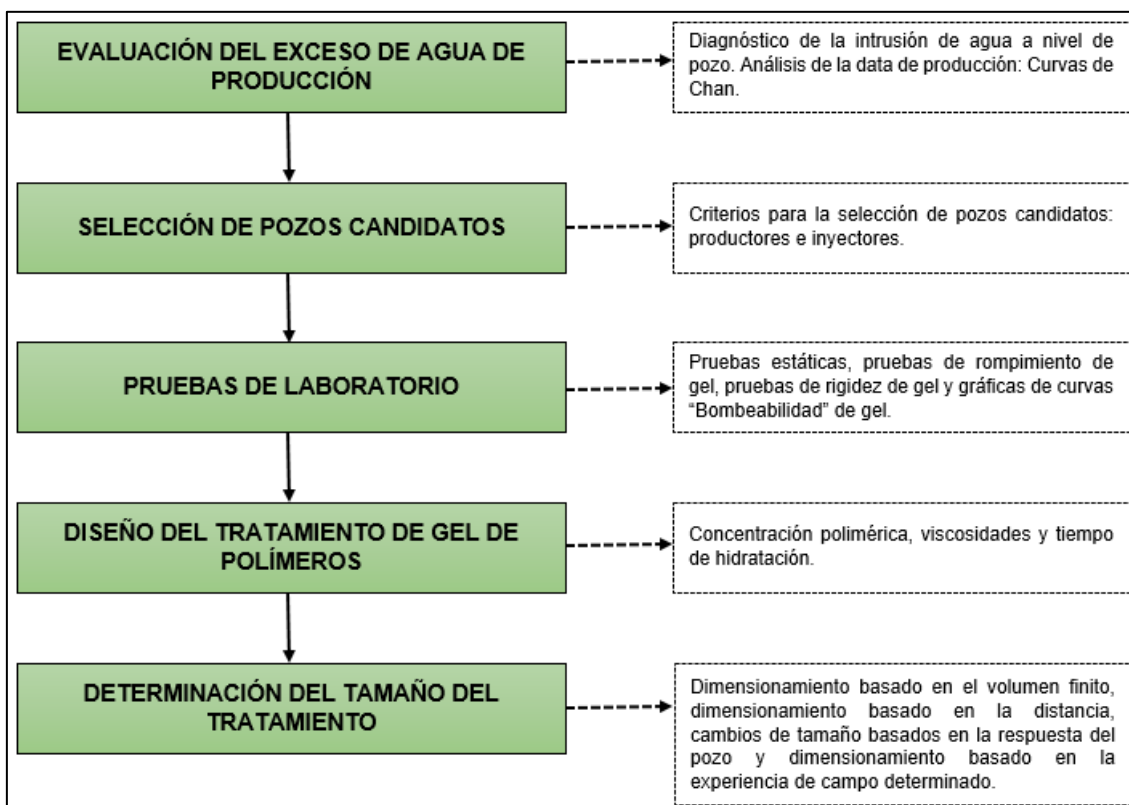 EVALUACIÓN DEL EXCESO DE AGUA DE
PRODUCCIÓN
Diagnóstico de la intrusión de agua a nivel de
pozo. Análisis de la data de producción: Curvas de
Chan.
SELECCIÓN DE POZOS CANDIDATOS
Criterios para la selección de pozos candidatos:
productores e inyectores.
PRUEBAS DE LABORATORIO
Pruebas estáticas, pruebas de rompimiento de
gel, pruebas de rigidez de gel y gráficas de curvas
“Bombeabilidad” de gel.
DISEÑO DEL TRATAMIENTO DE GEL DE
POLÍMEROS
Concentración polimérica, viscosidades y tiempo
de hidratación.
DETERMINACIÓN DEL TAMAÑO DEL
TRATAMIENTO
Dimensionamiento basado en el volumen finito,
dimensionamiento basado en la distancia,
cambios de tamaño basados en la respuesta del
pozo y dimensionamiento basado en la
experiencia de campo determinado.